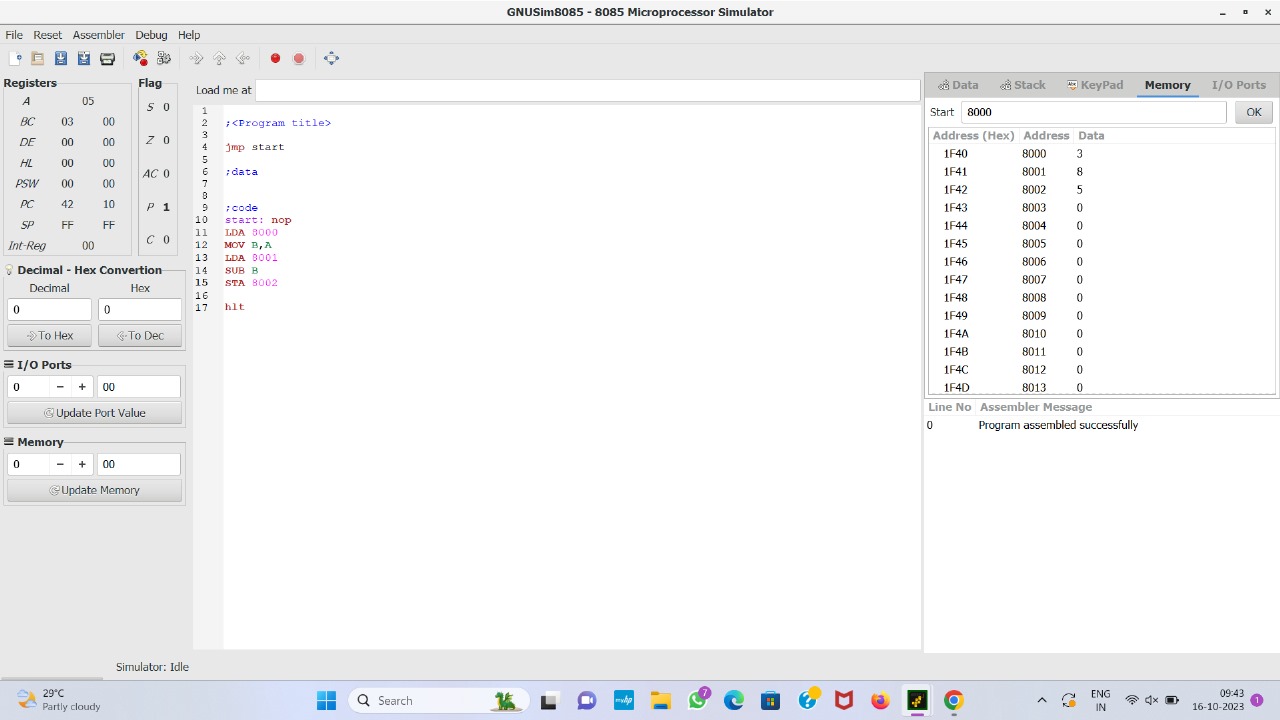 GNUSim8085 - 8085 Microprocessor Simulator
File Reset Assembler Debug Help
Registers
A 05
BC 03 00
DE 00 00
HL 00 00
PSW 00 00
PC 42 10
SP FF FF
Int-Reg 00
Flag
S 0
Z 0
AC 0
P 1
C 0
Decimal - Hex Convertion
Decimal Hex
0 0
To Hex To Dec
I/O Ports
0 − + 00
Update Port Value
Memory
0 − + 00
Update Memory
Load me at
1
2 ;<Program title>
3
4 jmp start
5
6 ;data
7
8
9 ;code
10 start: nop
11 LDA 8000
12 MOV B,A
13 LDA 8001
14 SUB B
15 STA 8002
16
17 hlt
Data Stack KeyPad Memory I/O Ports
Start 8000 OK
Address (Hex) Address Data
1F40 8000 3
1F41 8001 8
1F42 8002 5
1F43 8003 0
1F44 8004 0
1F45 8005 0
1F46 8006 0
1F47 8007 0
1F48 8008 0
1F49 8009 0
1F4A 8010 0
1F4B 8011 0
1F4C 8012 0
1F4D 8013 0
Line No Assembler Message
0 Program assembled successfully
Simulator: Idle
29°C
Partly cloudy
Search
myhp
7
ENG
IN
09:43
16-10-2023
1